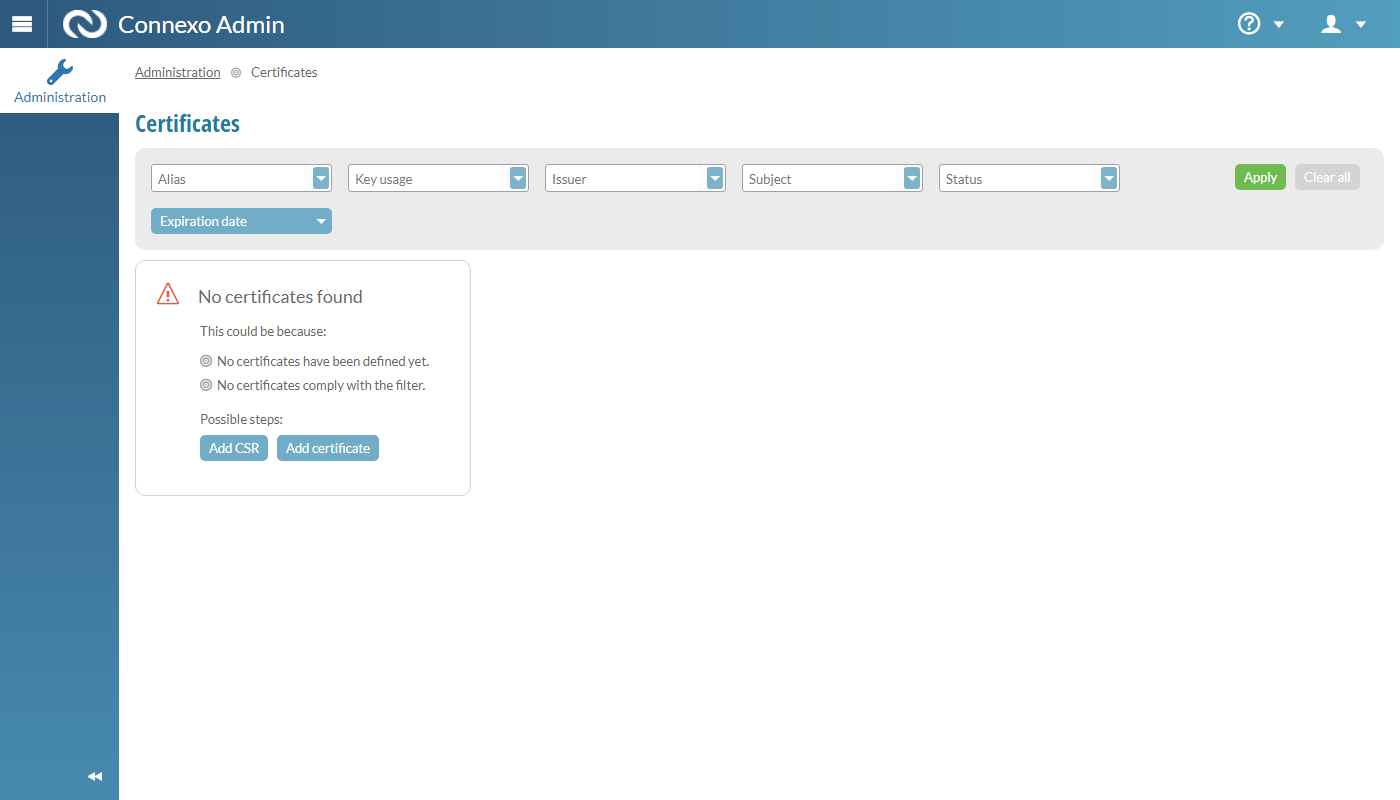 Connexo Admin
Administration
Administration Certificates
Certificates
Alias Key usage Issuer Subject Status Apply Clear all
Expiration date
No certificates found
This could be because:
No certificates have been defined yet.
No certificates comply with the filter.
Possible steps:
Add CSR Add certificate